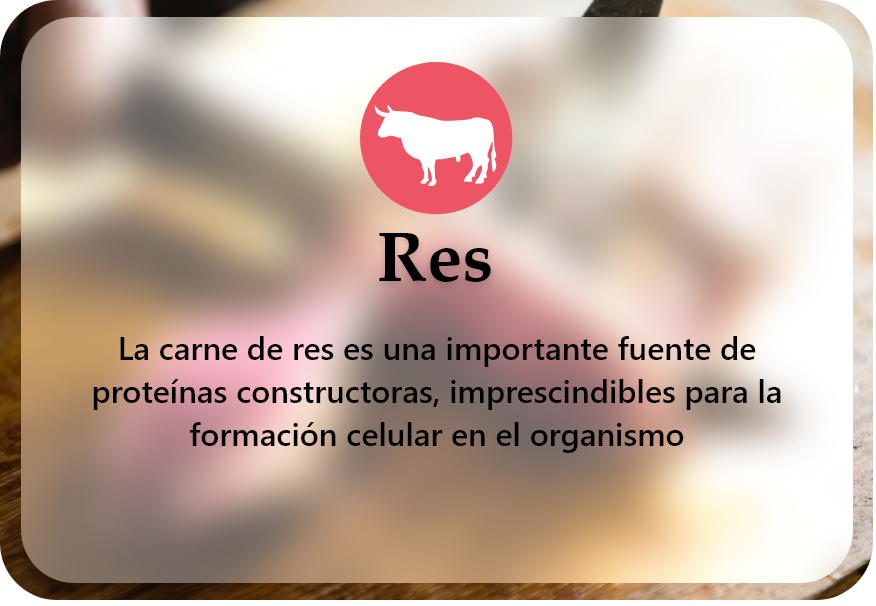 Res
La carne de res es una importante fuente de
proteínas constructoras, imprescindibles para la
formación celular en el organismo